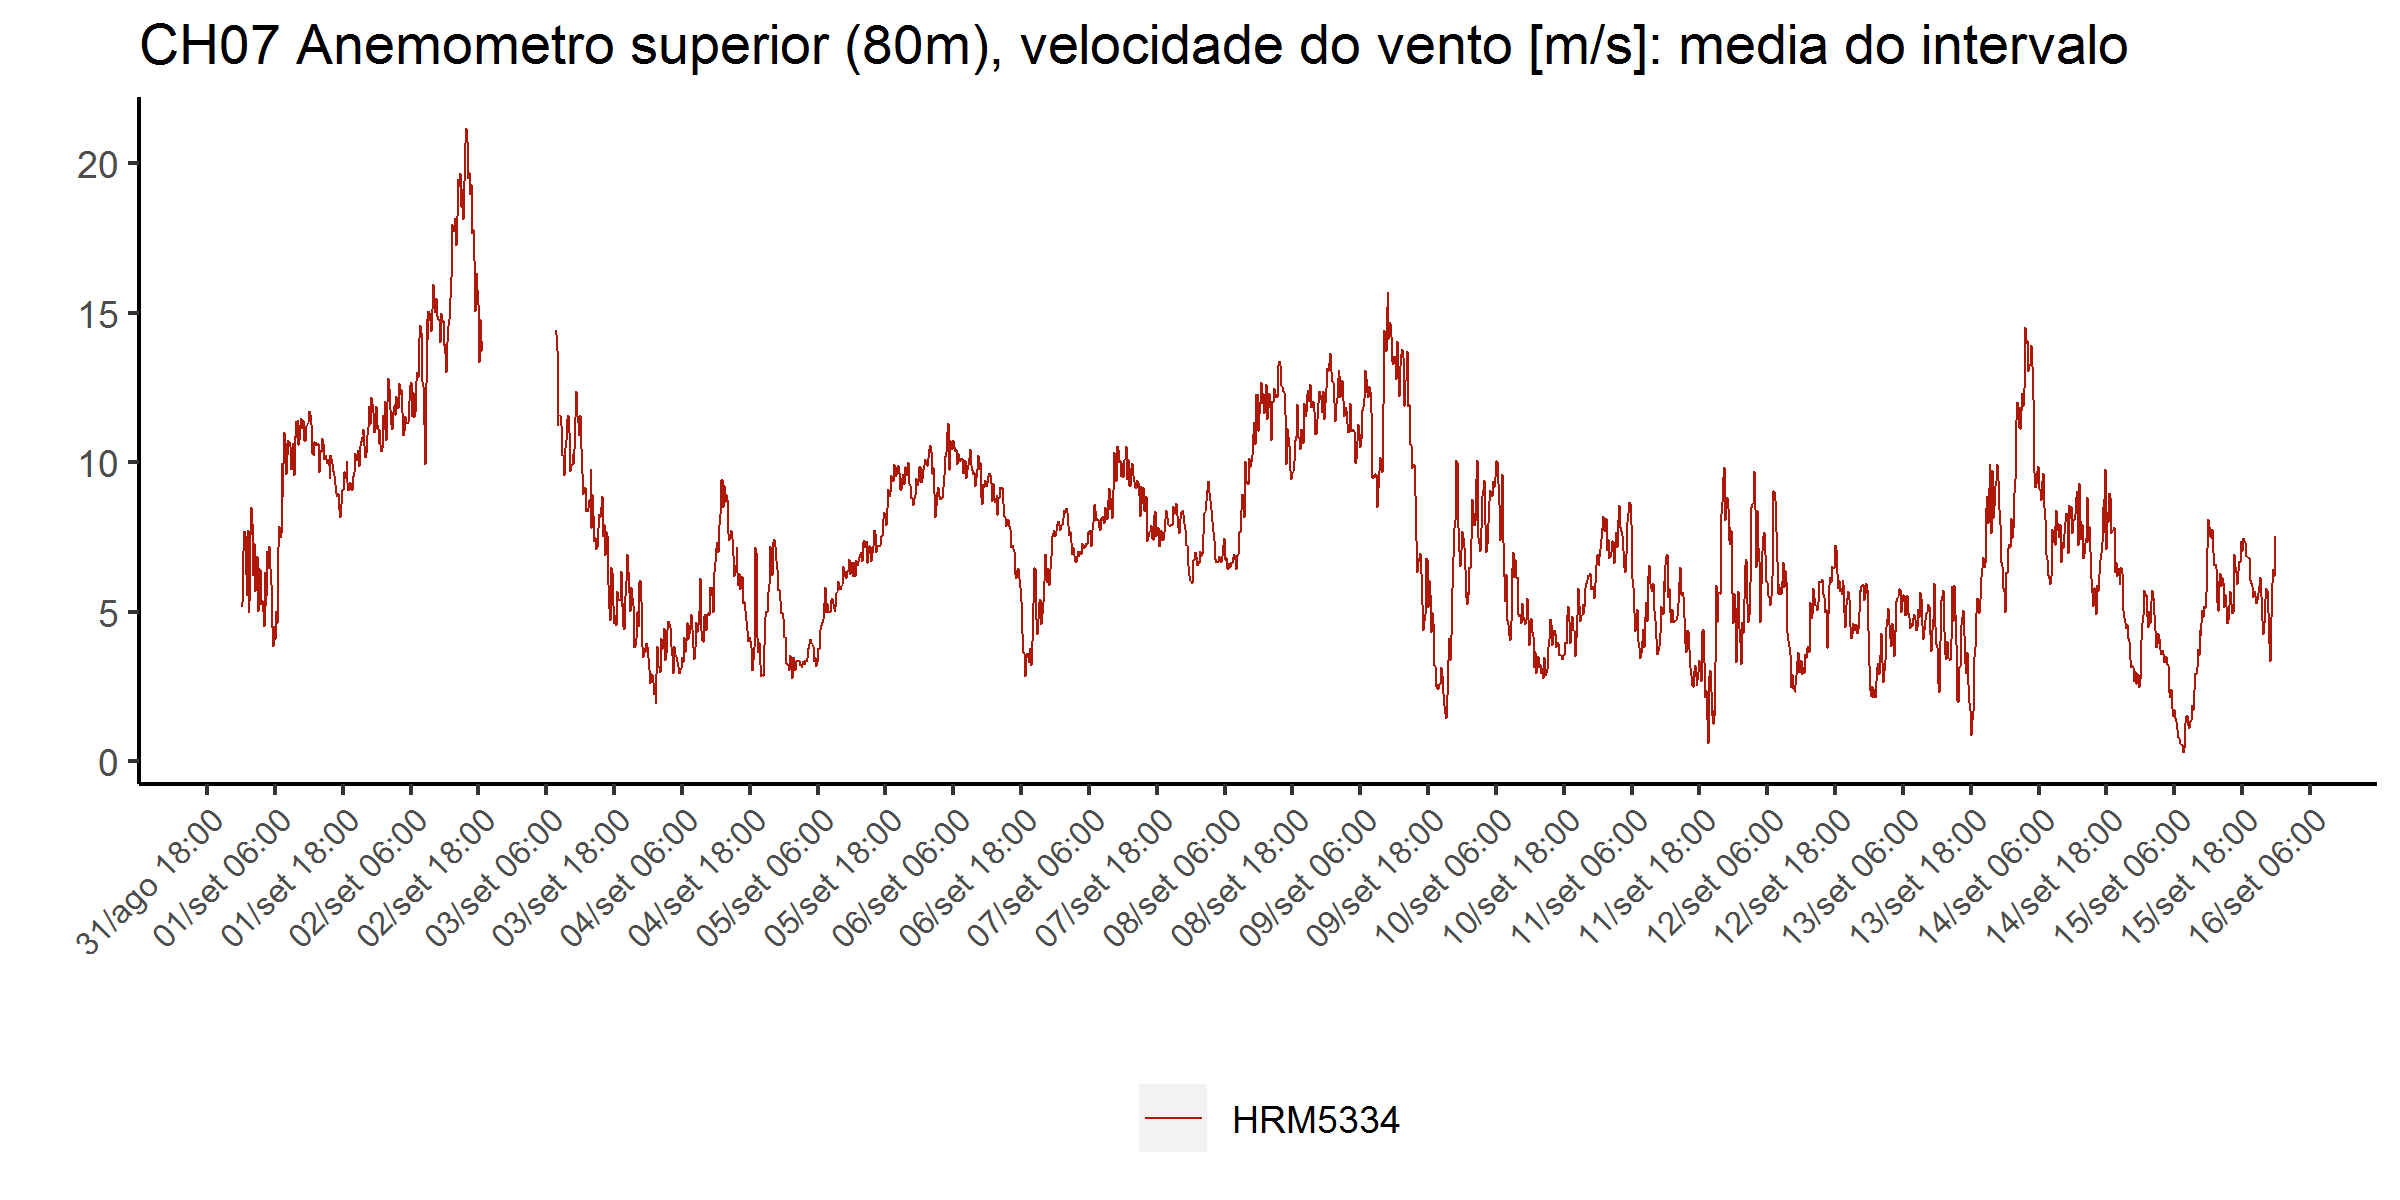 CH07 Anemometro superior (80m), velocidade do vento [m/s]: media do intervalo
20
15
10
5
0
31/ago 18:00
01/set 06:00
01/set 18:00
02/set 06:00
02/set 18:00
03/set 06:00
03/set 18:00
04/set 06:00
04/set 18:00
05/set 06:00
05/set 18:00
06/set 06:00
06/set 18:00
07/set 06:00
07/set 18:00
08/set 06:00
08/set 18:00
09/set 06:00
09/set 18:00
10/set 06:00
10/set 18:00
11/set 06:00
11/set 18:00
12/set 06:00
12/set 18:00
13/set 06:00
13/set 18:00
14/set 06:00
14/set 18:00
15/set 06:00
15/set 18:00
16/set 06:00
HRM5334